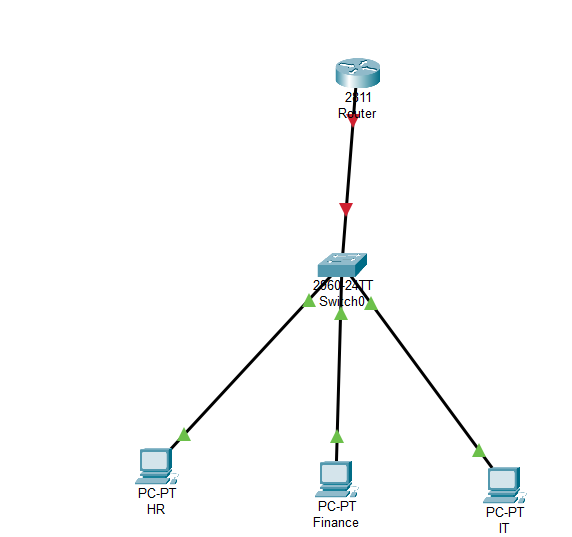 2811
Router
2960-24TT
Switch0
PC-PT
HR
PC-PT
Finance
PC-PT
IT